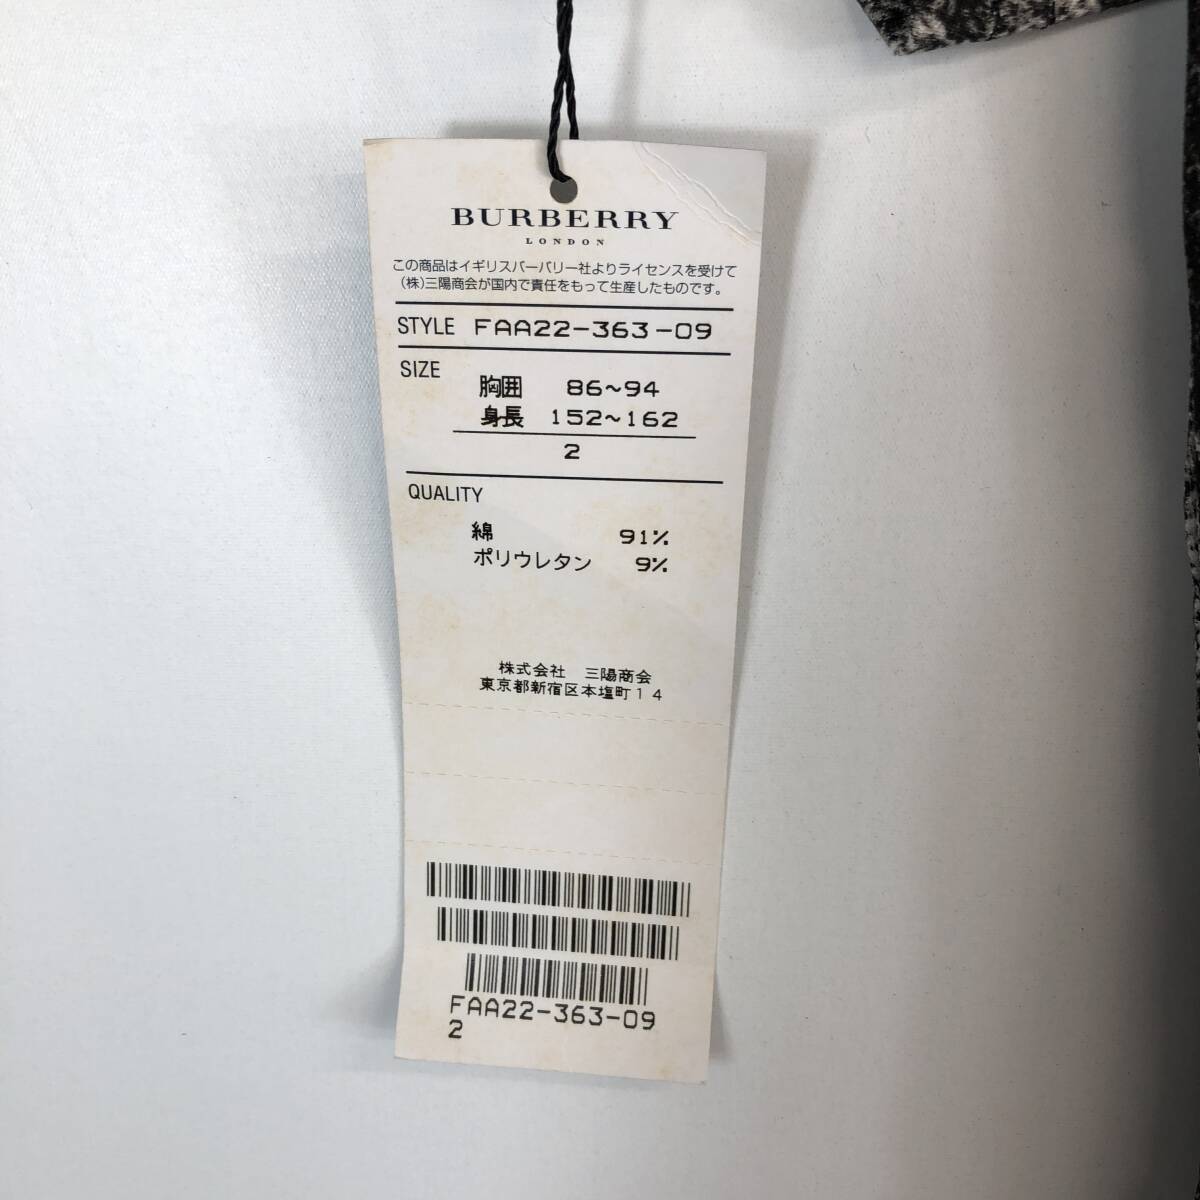 BURBERRY
LONDON
この商品はイギリスバーバリー社よりライセンスを受けて
(株)三陽商会が国内で責任をもって生産したものです。
STYLE FAA22-363-09
SIZE
胸囲 86~94
身長 152~162
2
QUALITY
綿 91%
ポリウレタン 9%
株式会社 三陽商会
東京都新宿区本塩町14
FAA22-363-09
2